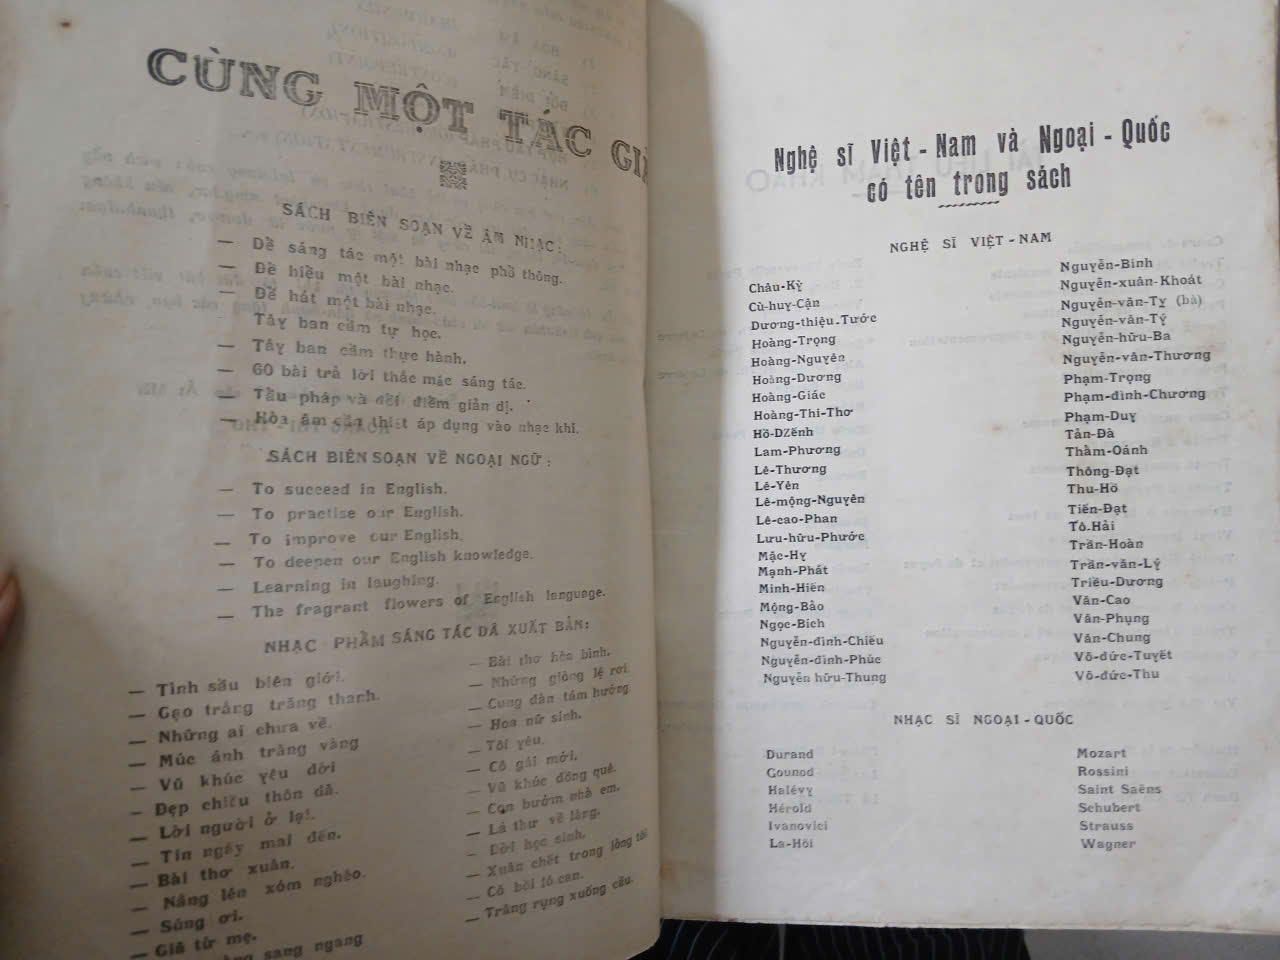 CÙNG MỘT TÁC GIẢ
SÁCH BIÊN SOẠN VỀ ÂM NHẠC:
— Để sáng tác một bài nhạc phổ thông.
— Để hiểu một bài nhạc.
— Để hát một bài nhạc.
— Tây ban cầm tự học.
— Tây ban cầm thực hành.
— 60 bài trả lời thắc mắc sáng tác.
— Tẩu pháp và đối điểm giản dị.
— Hòa âm cần thiết áp dụng vào nhạc khí.
SÁCH BIÊN SOẠN VỀ NGOẠI NGỮ:
— To succeed in English.
— To practise our English.
— To improve our English.
— To deepen our English knowledge.
— Learning in laughing.
— The fragrant flowers of English language.
NHẠC PHẨM SÁNG TÁC ĐÃ XUẤT BẢN:
— Tình sầu biên giới.
— Gạo trắng trăng thanh.
— Những ai chưa về.
— Múc ánh trăng vàng
— Vũ khúc yêu đời
— Đẹp chiều thôn dã.
— Lời người ở lại.
— Tin ngày mai đến.
— Bài thơ xuân.
— Nắng lên xóm nghèo.
— Súng ơi.
— Giã từ mẹ.
sang ngang
— Bài thơ hòa bình.
— Những giòng lệ rơi.
— Cung đàn tám hướng.
— Hoa nữ sinh.
— Tôi yêu.
— Cô gái mới.
— Vũ khúc đồng quê.
— Con bướm nhà em.
— Lá thư về làng.
— Đời học sinh.
— Xuân chết trong lòng tôi
— Cô bồi tô can.
— Trăng rụng xuống cầu.
Nghệ sĩ Việt-Nam và Ngoại-Quốc
có tên trong sách
NGHỆ SĨ VIỆT-NAM
Châu-Kỳ
Cù-huy-Cận
Dương-thiệu-Tước
Hoàng-Trọng
Hoàng-Nguyên
Hoàng-Dương
Hoàng-Giác
Hoàng-Thi-Thơ
Hồ-DZếnh
Lam-Phương
Lê-Thương
Lê-Yên
Lê-mộng-Nguyên
Lê-cao-Phan
Lưu-hữu-Phước
Mặc-Hy
Mạnh-Phát
Minh-Hiền
Mộng-Bảo
Ngọc-Bích
Nguyễn-đình-Chiểu
Nguyễn-đình-Phúc
Nguyễn hữu-Thung
Nguyễn-Bính
Nguyễn-xuân-Khoát
Nguyễn-văn-Tỵ (bà)
Nguyễn-văn-Tý
Nguyễn-hữu-Ba
Nguyễn-văn-Thương
Phạm-Trọng
Phạm-đình-Chương
Phạm-Duy
Tản-Đà
Thẩm-Oánh
Thông-Đạt
Thu-Hồ
Tiến-Đạt
Tô.Hải
Trần-Hoàn
Trần-văn-Lý
Triều-Dương
Văn-Cao
Văn-Phụng
Văn-Chung
Võ-đức-Tuyết
Võ-đức-Thu
NHẠC SĨ NGOẠI-QUỐC
Durand
Gounod
Halévy
Hérold
Ivanovici
La-Hối
Mozart
Rossini
Saint Saëns
Schubert
Strauss
Wagner